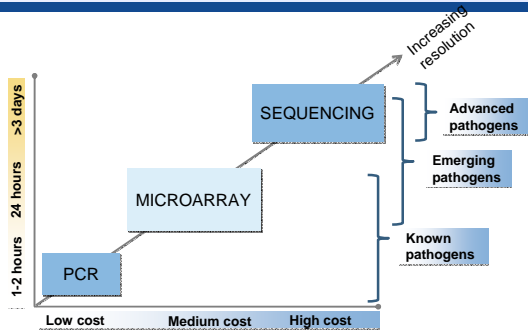 Increasing
resolution
>3 days
24 hours
1-2 hours
SEQUENCING
MICROARRAY
PCR
Advanced
pathogens
Emerging
pathogens
Known
pathogens
Low cost Medium cost High cost